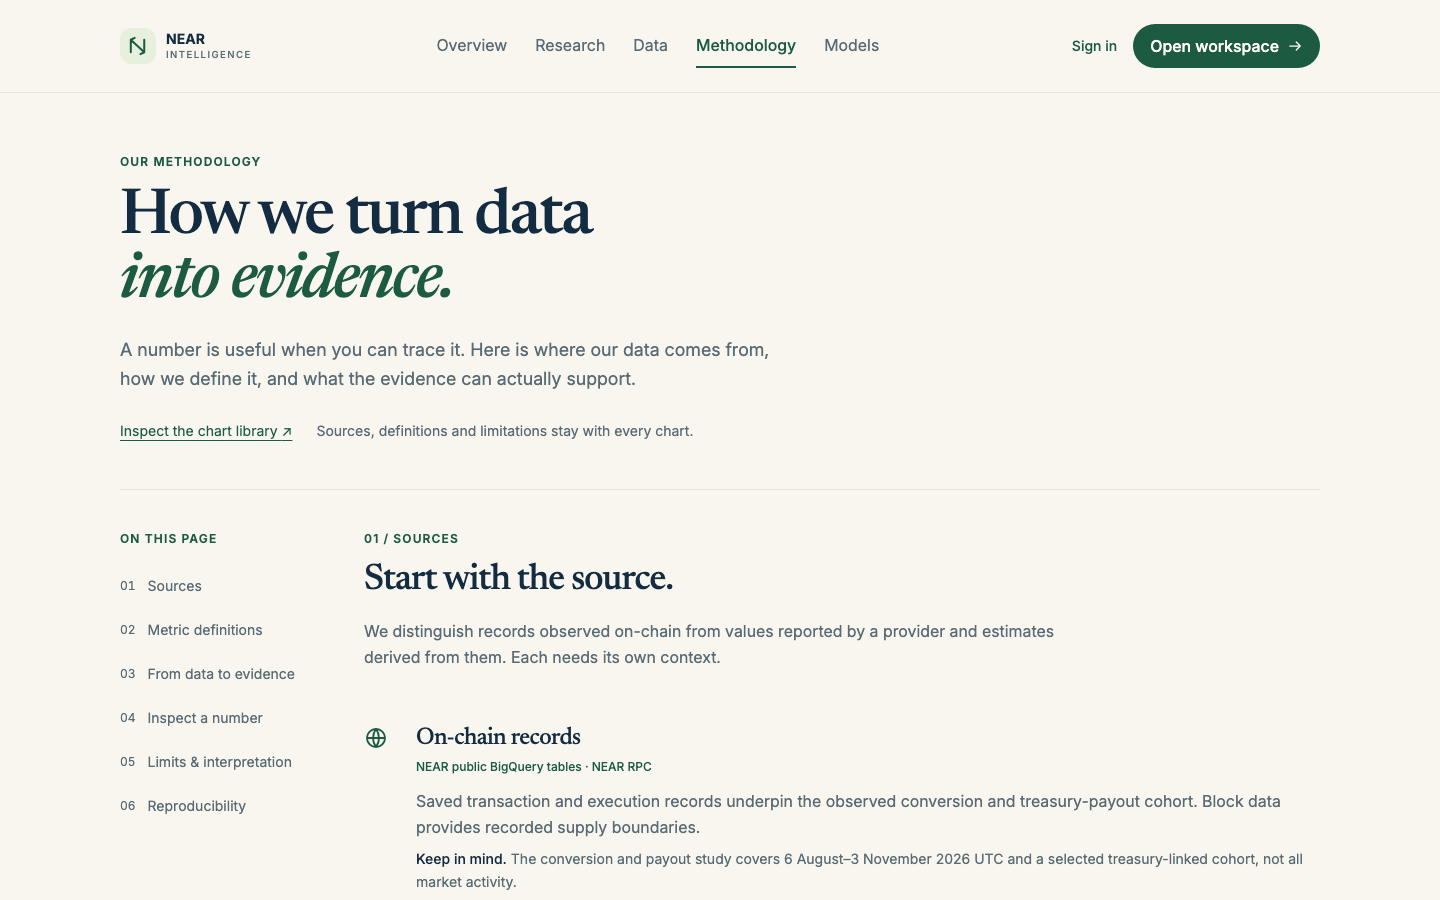 NEAR
INTELLIGENCE
Overview
Research
Data
Methodology
Models
Sign in
Open workspace →
OUR METHODOLOGY
How we turn data
into evidence.
A number is useful when you can trace it. Here is where our data comes from,
how we define it, and what the evidence can actually support.
Inspect the chart library ↗
Sources, definitions and limitations stay with every chart.
ON THIS PAGE
01 Sources
02 Metric definitions
03 From data to evidence
04 Inspect a number
05 Limits & interpretation
06 Reproducibility
01 / SOURCES
Start with the source.
We distinguish records observed on-chain from values reported by a provider and estimates
derived from them. Each needs its own context.
On-chain records
NEAR public BigQuery tables · NEAR RPC
Saved transaction and execution records underpin the observed conversion and treasury-payout cohort. Block data
provides recorded supply boundaries.
Keep in mind. The conversion and payout study covers 6 August–3 November 2026 UTC and a selected treasury-linked cohort, not all
market activity.